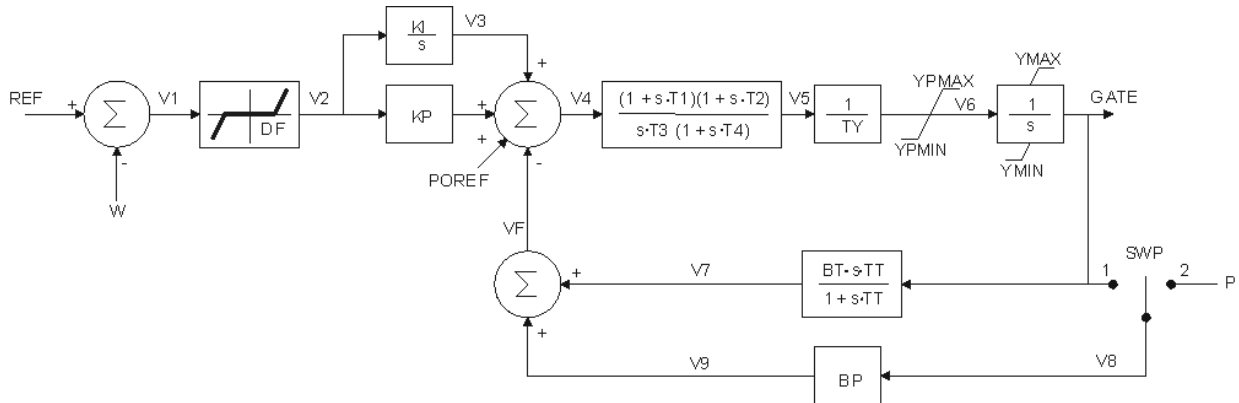 KI
s
V3
+
REF
+
Σ
V1
DF
V2
KP
+
+
Σ
V4
(1 + s·T1)(1 + s·T2)
s·T3 (1 + s·T4)
V5
1
TY
YPMAX
YPMIN
V6
YMAX
1
s
YMIN
GATE
-
W
POREF
-
VF
Σ
+
+
V7
BT· s·TT
1 + s·TT
1
SWP
2
P
V9
BP
V8